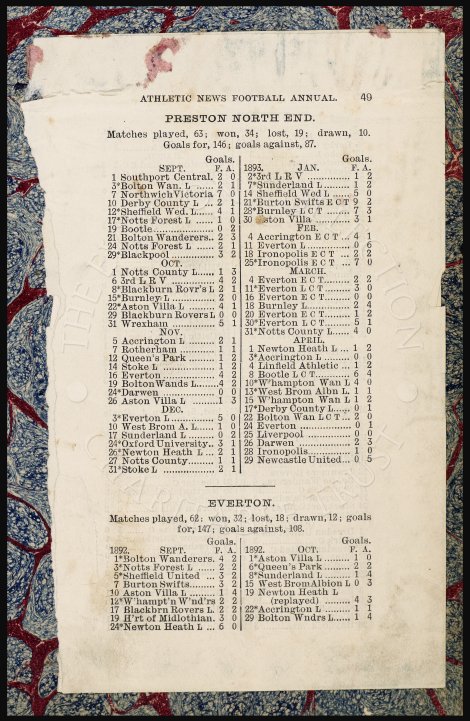 ATHLETIC NEWS FOOTBALL ANNUAL. 49
PRESTON NORTH END.
Matches played, 63; won, 34; lost, 19; drawn, 10.
Goals for, 146; goals against, 87.
Goals.
SEPT. F. A.
1 Southport Central. 2 0
3*Bolton Wan. L ...... 2 1
7 Northwich Victoria 7 0
10 Derby County L ... 2 1
12*Sheffield Wed. L..... 4 1
17*Notts Forest L ...... 1 0
19 Bootle .................. 0 2
21 Bolton Wanderers.. 2 3
24 Notts Forest L ...... 2 1
29*Blackpool ............ 3 2
OCT.
1 Notts County L...... 1 3
6 3rd L R V ............ 4 2
8*Blackburn Rovr's L 2 1
15*Burnley L ............ 2 0
22*Aston Villa L ........ 4 1
29 Blackburn Rovers L 0 0
31 Wrexham ............ 5 1
NOV.
5 Accrington L ........ 2 1
7 Rotherham .......... 1 1
12 Queen's Park ........ 1 2
14 Stoke L ............... 1 2
16 Everton ............... 4 2
19 Bolton Wands L......4 2
24*Darwen ............... 0 0
26 Aston Villa L ........ 1 3
DEC.
3*Everton L ............ 5 0
10 West Brom A. L..... 1 0
17 Sunderland L ........ 0 2
24*Oxford University.. 3 1
26*Newton Heath L ... 2 1
27 Notts County......... 1 1
31*Stoke L ............... 2 1
Goals.
1893. JAN. F. A.
2*3rd L R V ............ 1 2
7*Sunderland L........ 1 2
14 Sheffield Wed L ..... 5 0
21*Burton Swifts E C T 9 2
28*Burnley L C T ...... 7 3
30 Aston Villa ........... 3 1
FEB.
4 Accrington E C T ... 4 1
11 Everton L ............ 0 6
18 Ironopolis E C T ... 2 2
25*Ironopolis E C T ... 7 0
MARCH.
4 Everton E C T........ 2 2
11*Everton L C T........ 3 0
16 Everton E C T........ 0 0
18 Burnley L ............ 2 4
20 Everton E C T........ 1 2
30*Everton L C T........ 5 1
31*Notts County L ..... 4 0
APRIL.
1 Newton Heath L ... 1 2
3*Accrington L ........ 0 0
4 Linfield Athletic ... 1 2
8 Bootle L C T......... 6 4
10*W'hampton Wan L 4 0
13*West Brom Albn L. 1 1
15 W'hampton Wan L 1 2
17*Derby County L..... 0 1
22 Bolton Wan L C T... 2 0
24 Everton ............... 0 1
25 Liverpool ............ 0 0
26 Darwen ............... 2 3
28 Ironopolis............. 1 0
29 Newcastle United... 0 5
EVERTON.
Matches played, 62: won, 32; lost, 18; drawn, 12; goals
for, 147; goals against, 108.
Goals.
1892. SEPT. F. A.
1*Bolton Wanderers. 4 2
3*Notts Forest L ...... 2 2
5*Sheffield United ... 3 2
7 Burton Swifts......... 3 2
10 Aston Villa L ........ 1 4
12*W'hampt'n W'nd'rs 2 2
17 Blackbrn Rovers L. 2 2
19 H'rt of Midlothian. 3 0
24*Newton Heath L ... 6 0
Goals.
1892. OCT. F. A.
1*Aston Villa L ........ 1 0
6*Queen's Park ........ 2 2
8*Sunderland L........ 1 4
15 West Brom Albion L 0 3
19 Newton Heath L
(replayed) ......... 4 3
22*Accrington L ........ 1 1
29 Bolton Wndrs L..... 1 4